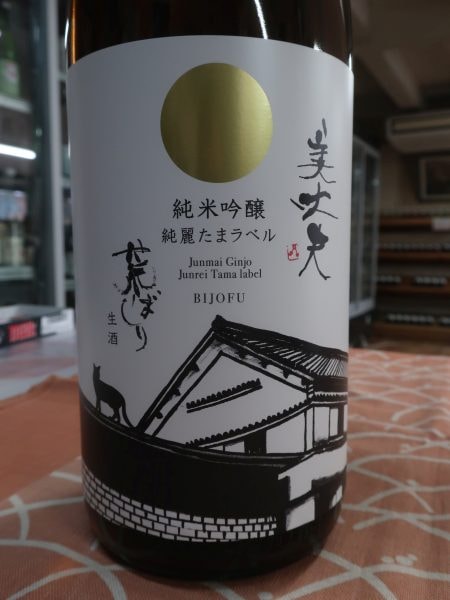 美丈夫
純米吟醸
純麗たまラベル
Junmai Ginjo
Junrei Tama label
BIJOFU
荒ばしり
生酒